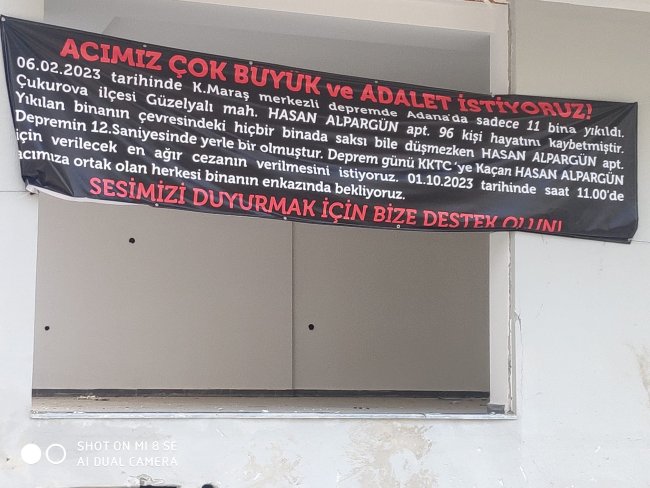 ACIMIZ ÇOK BÜYÜK ve ADALET İSTİYORUZ!
06.02.2023 tarihinde K.Maraş merkezli depremde Adana'da sadece 11 bina yıkıldı.
Çukurova ilçesi Güzelyalı mah. HASAN ALPARGÜN apt. 96 kişi hayatını kaybetmiştir.
Yıkılan binanın çevresindeki hiçbir binada saksı bile düşmezken HASAN ALPARGÜN apt.
Depremin 12.Saniyesinde yerle bir olmuştur. Deprem günü KKTC 'ye Kaçan HASAN ALPARGÜN
için verilecek en ağır cezanın verilmesini istiyoruz. 01.10.2023 tarihinde saat 11.00'de
acımıza ortak olan herkesi binanın enkazında bekliyoruz.
SESİMİZİ DUYURMAK İÇİN BİZE DESTEK OLUN!
SHOT ON MI 8 SE
AI DUAL CAMERA